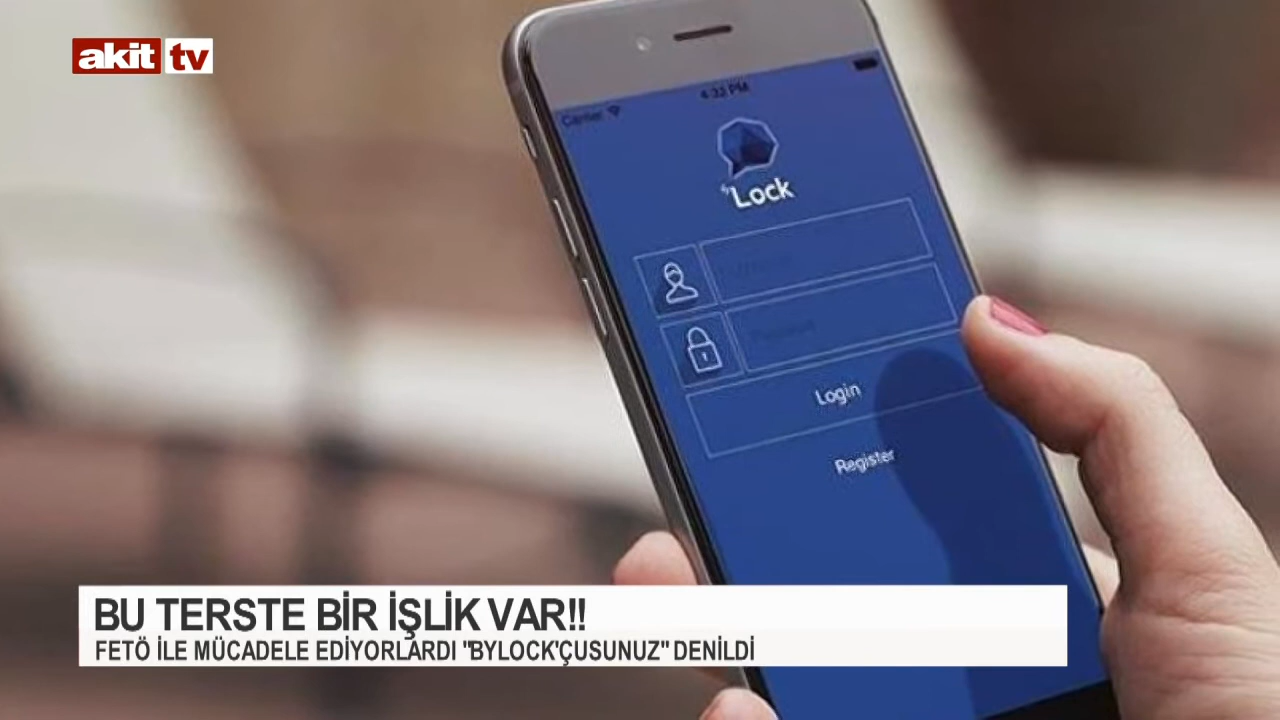 akit tv
4:33 PM
Carrier
by Lock
Login
Register
BU TERSTE BİR İŞLİK VAR!!
FETÖ İLE MÜCADELE EDİYORLARDI "BYLOCK'ÇUSUNUZ" DENİLDİ